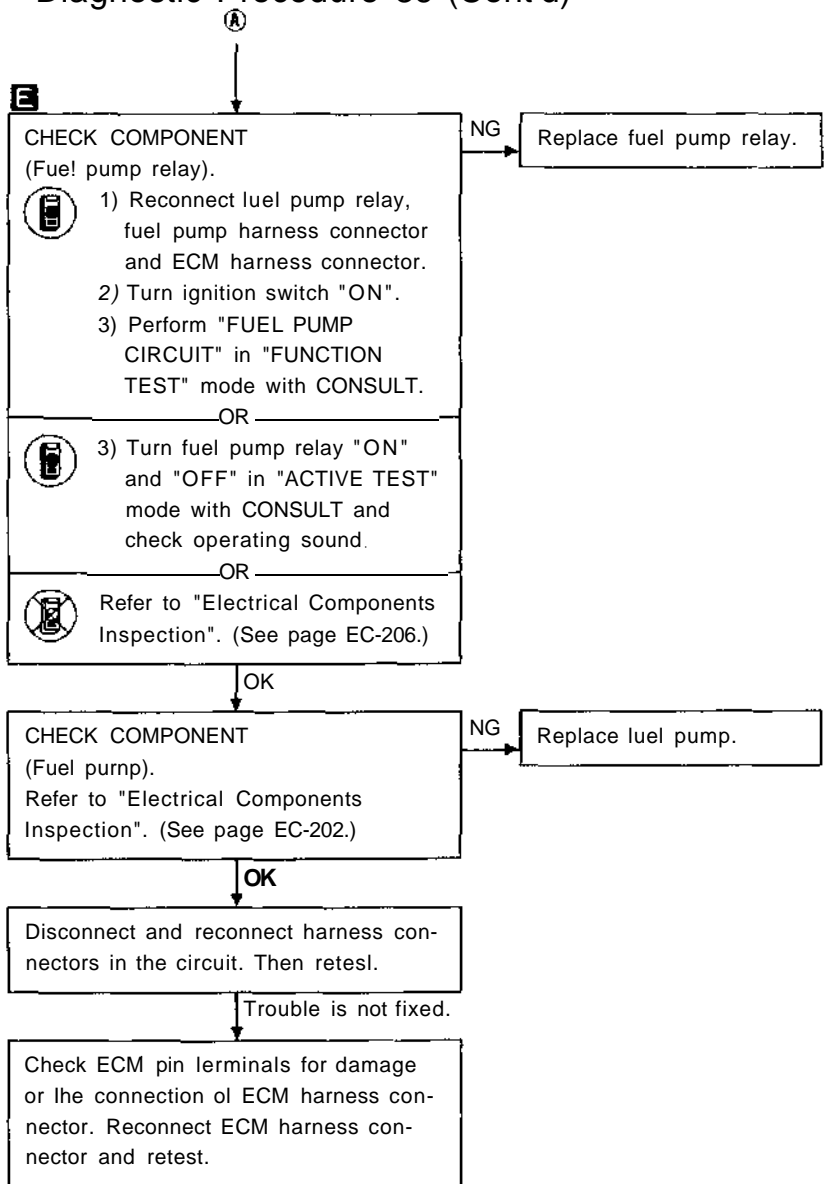 (Cont'd)
A
E
CHECK COMPONENT
(Fue! pump relay).
1) Reconnect luel pump relay,
fuel pump harness connector
and ECM harness connector.
2) Turn ignition switch "ON".
3) Perform "FUEL PUMP
CIRCUIT" in "FUNCTION
TEST" mode with CONSULT.
OR
3) Turn fuel pump relay "ON"
and "OFF" in "ACTIVE TEST"
mode with CONSULT and
check operating sound.
OR
Refer to "Electrical Components
Inspection". (See page EC-206.)
NG
Replace fuel pump relay.
OK
CHECK COMPONENT
(Fuel purnp).
Refer to "Electrical Components
Inspection". (See page EC-202.)
NG
Replace luel pump.
OK
Disconnect and reconnect harness con-
nectors in the circuit. Then retesl.
Trouble is not fixed.
Check ECM pin lerminals for damage
or lhe connection ol ECM harness con-
nector. Reconnect ECM harness con-
nector and retest.